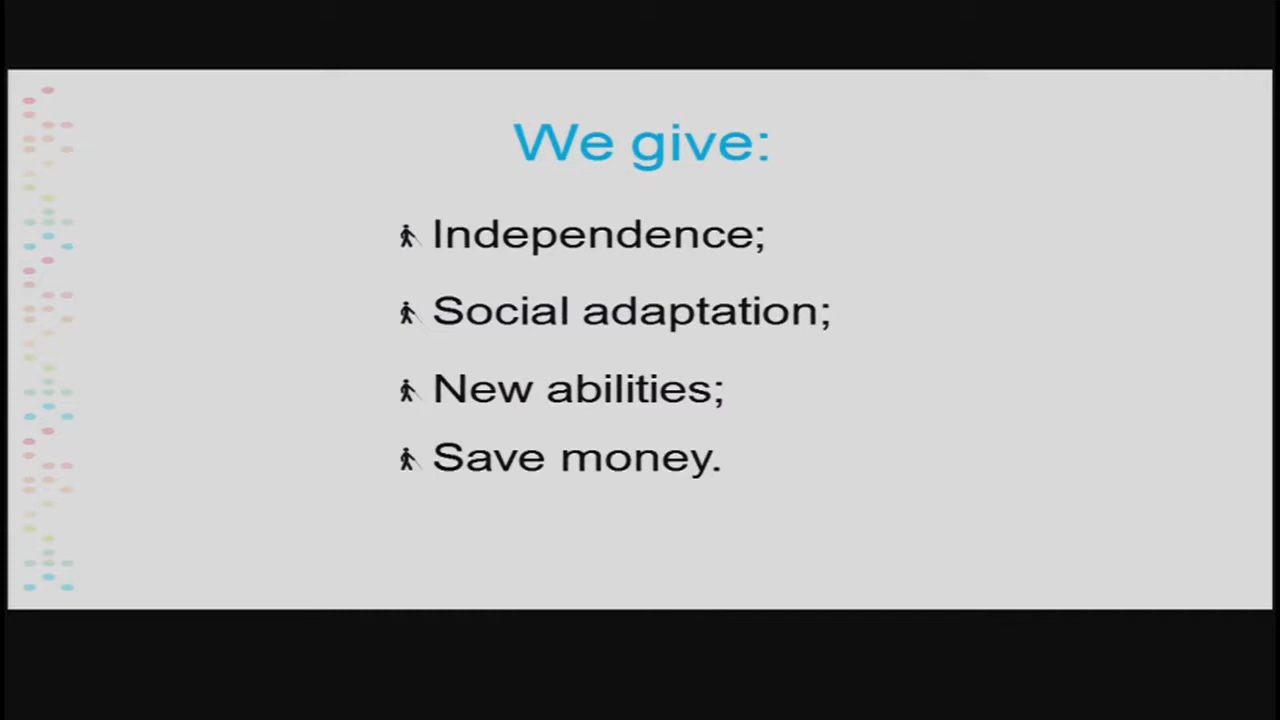 We give:
Independence;
Social adaptation;
New abilities;
Save money.